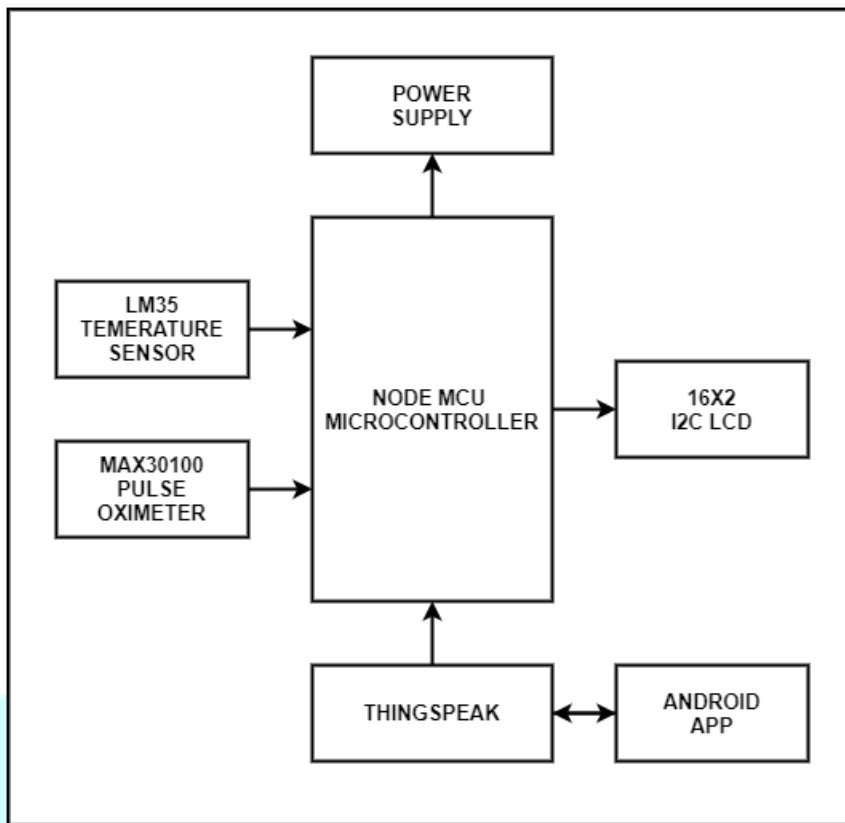 POWER
SUPPLY
LM35
TEMERATURE
SENSOR
NODE MCU
MICROCONTROLLER
16X2
I2C LCD
MAX30100
PULSE
OXIMETER
THINGSPEAK
ANDROID
APP